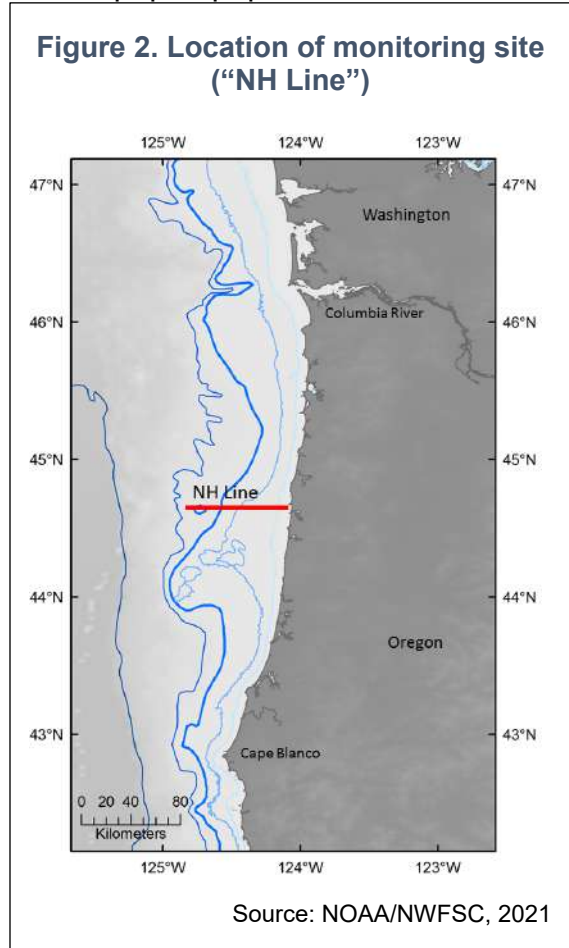 Figure 2. Location of monitoring site
(“NH Line”)
125°W 124°W 123°W
47°N 47°N
Washington
46°N 46°N
Columbia River
45°N 45°N
NH Line
44°N 44°N
Oregon
43°N 43°N
Cape Blanco
0 20 40 80
Kilometers
125°W 124°W 123°W
Source: NOAA/NWFSC, 2021